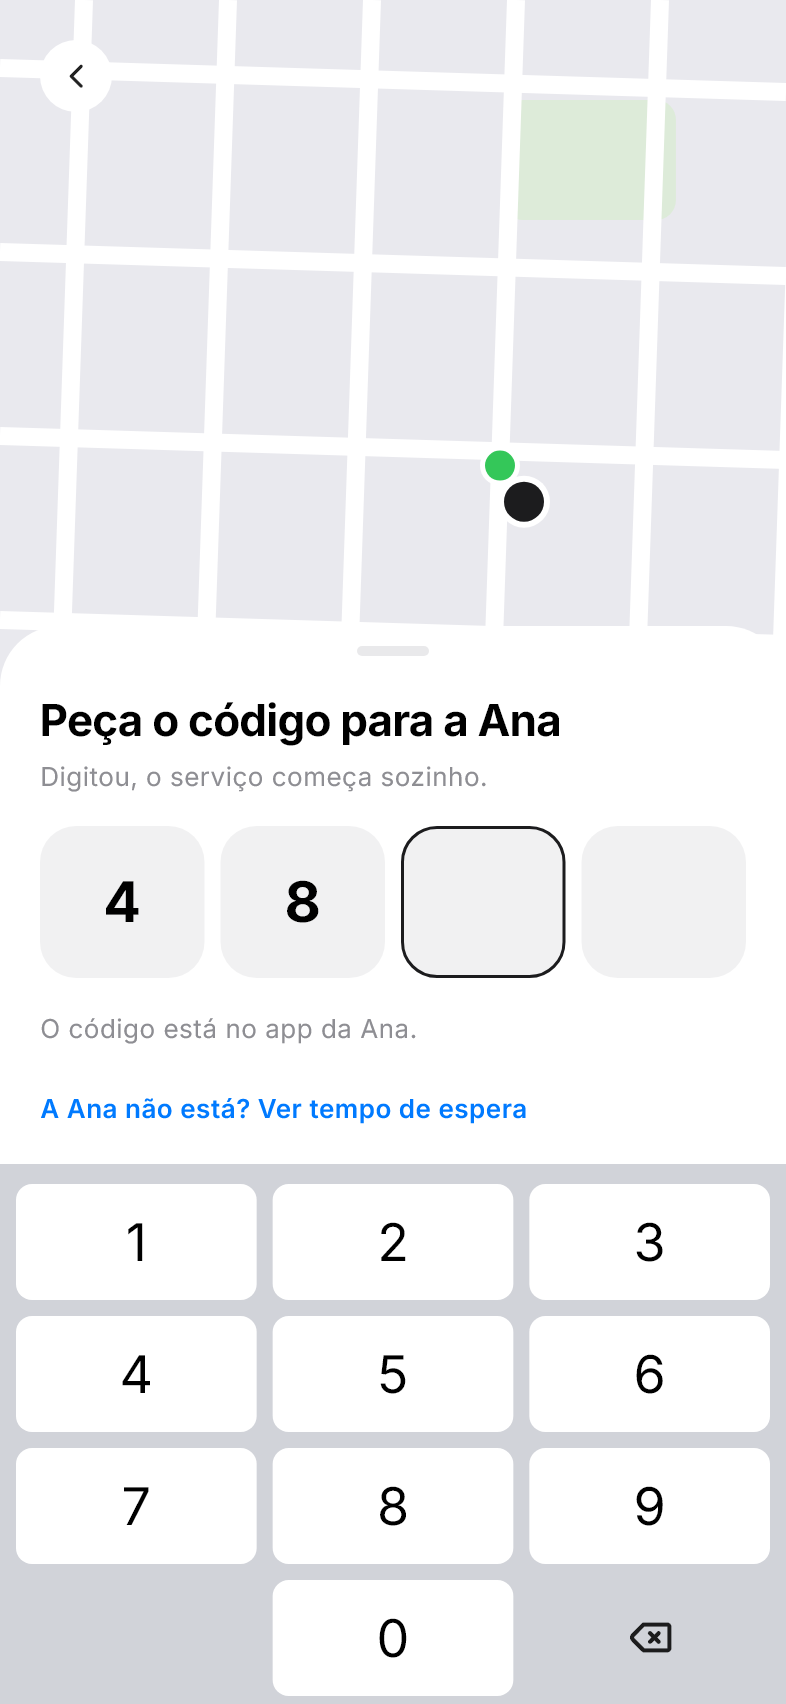 Peça o código para a Ana
Digitou, o serviço começa sozinho.
4 8
O código está no app da Ana.
A Ana não está? Ver tempo de espera
1 2 3
4 5 6
7 8 9
0